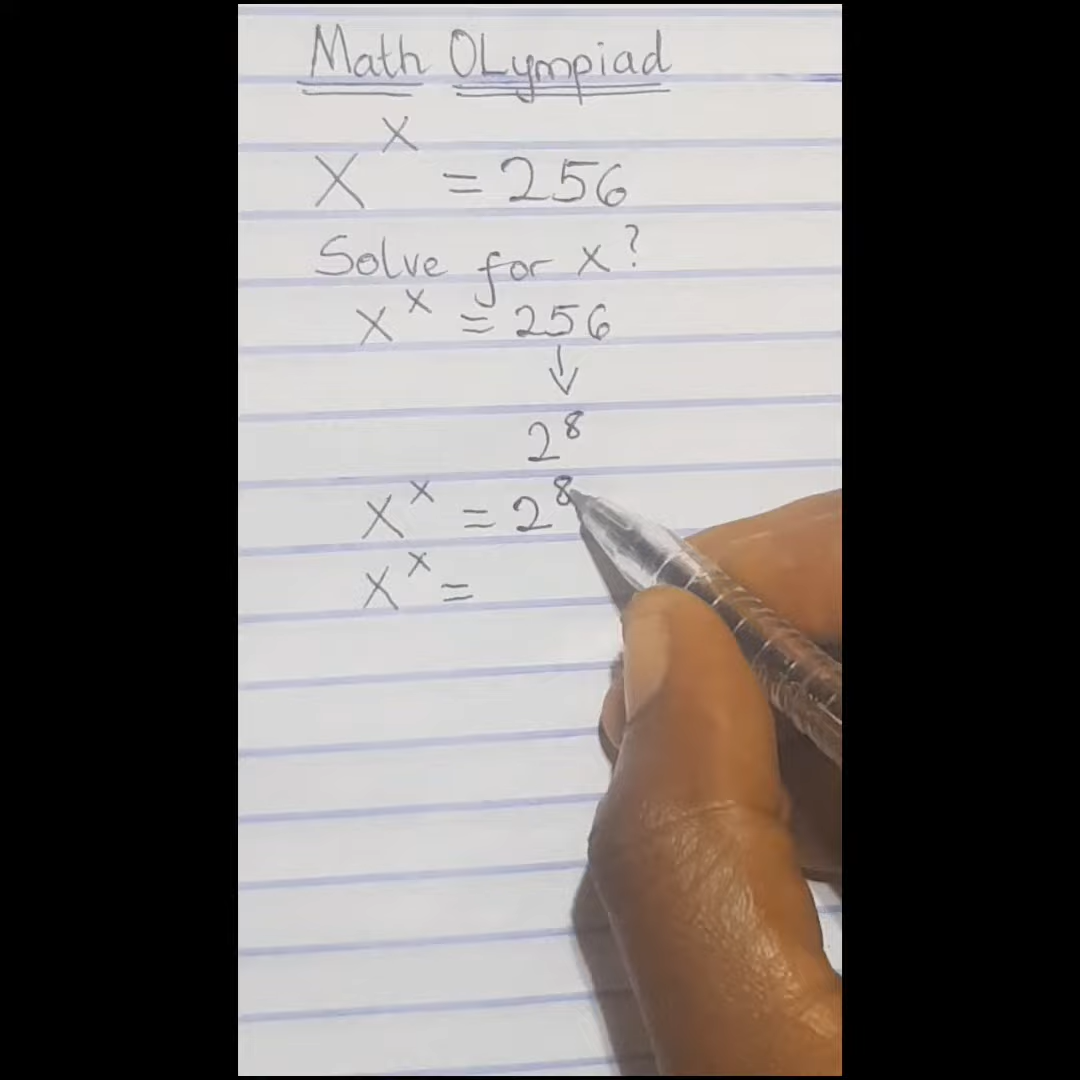 Math OLympiad
x^x = 256
Solve for x?
x^x = 256
↓
2^8
x^x = 2^8
x^x =